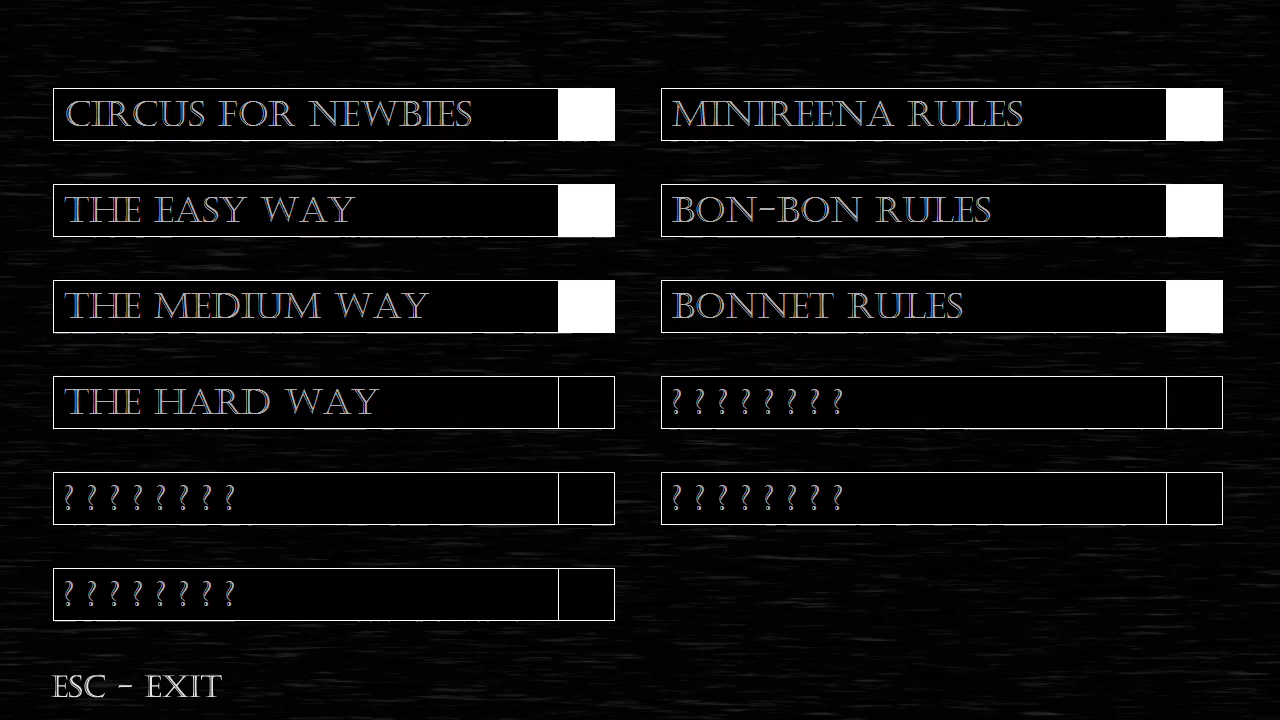 CIRCUS FOR NEWBIES
THE EASY WAY
THE MEDIUM WAY
THE HARD WAY
? ? ? ? ? ? ? ?
? ? ? ? ? ? ? ?
MINIREENA RULES
BON-BON RULES
BONNET RULES
? ? ? ? ? ? ? ?
? ? ? ? ? ? ? ?
ESC - EXIT